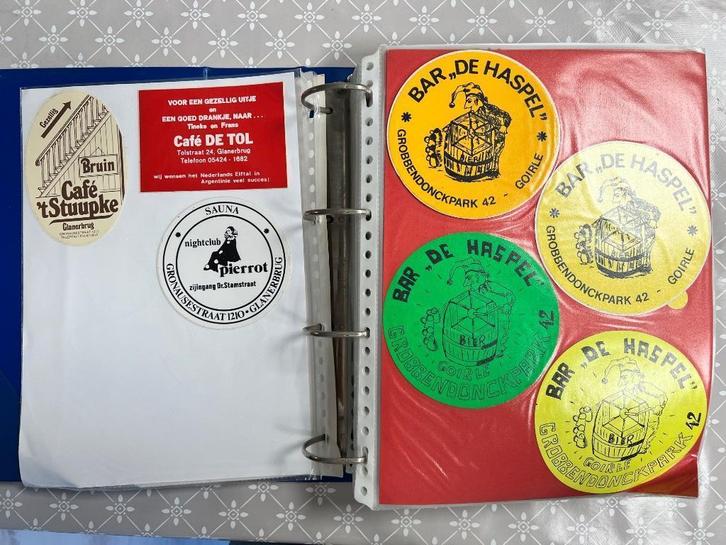 Gezellig
Bruin
Café
'tStuupke
Glanerbrug
VOOR EEN GEZELLIG UITJE
en
EEN GOED DRANKJE, NAAR...
Tineke en Frans
Café DE TOL
Tolstraat 24, Glanerbrug
Telefoon 05424 - 1682
wij wensen het Nederlands Elftal in
Argentinië veel succes!
SAUNA
nightclub
pierrot
zijingang Dr.Stamstraat
GRONAUSESTRAAT 1210 - GLANERBRUG
BAR „DE HASPEL"
GROBBENDONCKPARK 42 - GOIRLE
BAR „DE HASPEL"
GROBBENDONCKPARK 42 - GOIRLE
BAR „DE HASPEL"
BIER
GOIRLE
GROBBENDONCKPARK 42
BAR „DE HASPEL"
BIER
GOIRLE
GROBBENDONCKPARK 42